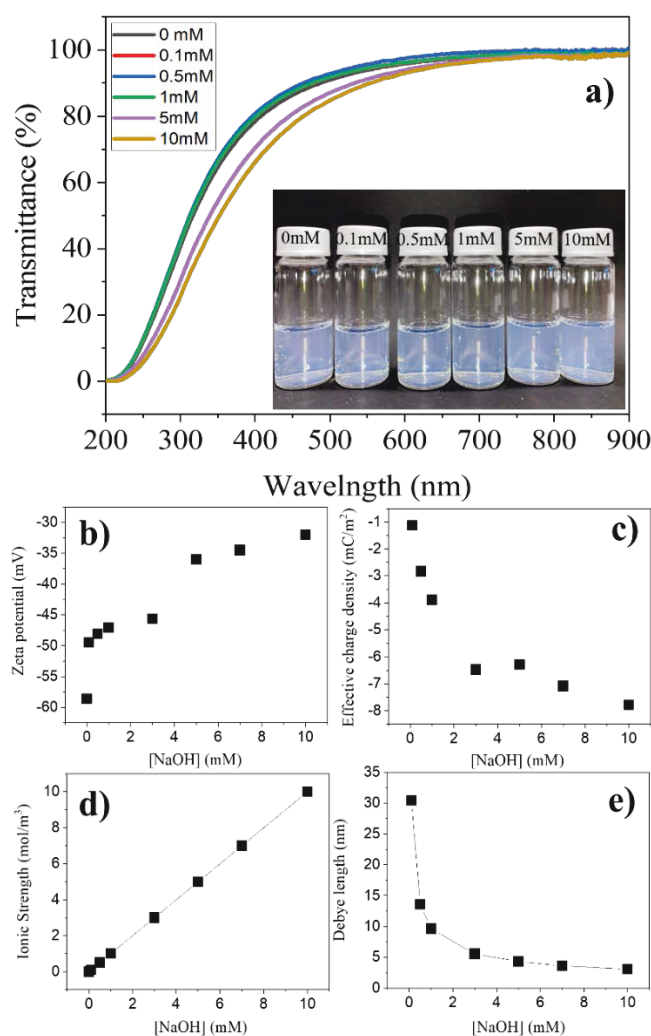 100
80
60
40
20
0
Transmittance (%)
0 mM
0.1mM
0.5mM
1mM
5mM
10mM
a)
0mM 0.1mM 0.5mM 1mM 5mM 10mM
200 300 400 500 600 700 800 900
Wavelngth (nm)
b)
-30
-35
-40
-45
-50
-55
-60
Zeta potential (mV)
0 2 4 6 8 10
[NaOH] (mM)
c)
-1
-2
-3
-4
-5
-6
-7
-8
Effective charge density (mC/m²)
0 2 4 6 8 10
[NaOH] (mM)
d)
10
8
6
4
2
0
Ionic Strength (mol/m³)
0 2 4 6 8 10
[NaOH] (mM)
e)
35
30
25
20
15
10
5
0
Debye length (nm)
0 2 4 6 8 10
[NaOH] (mM)